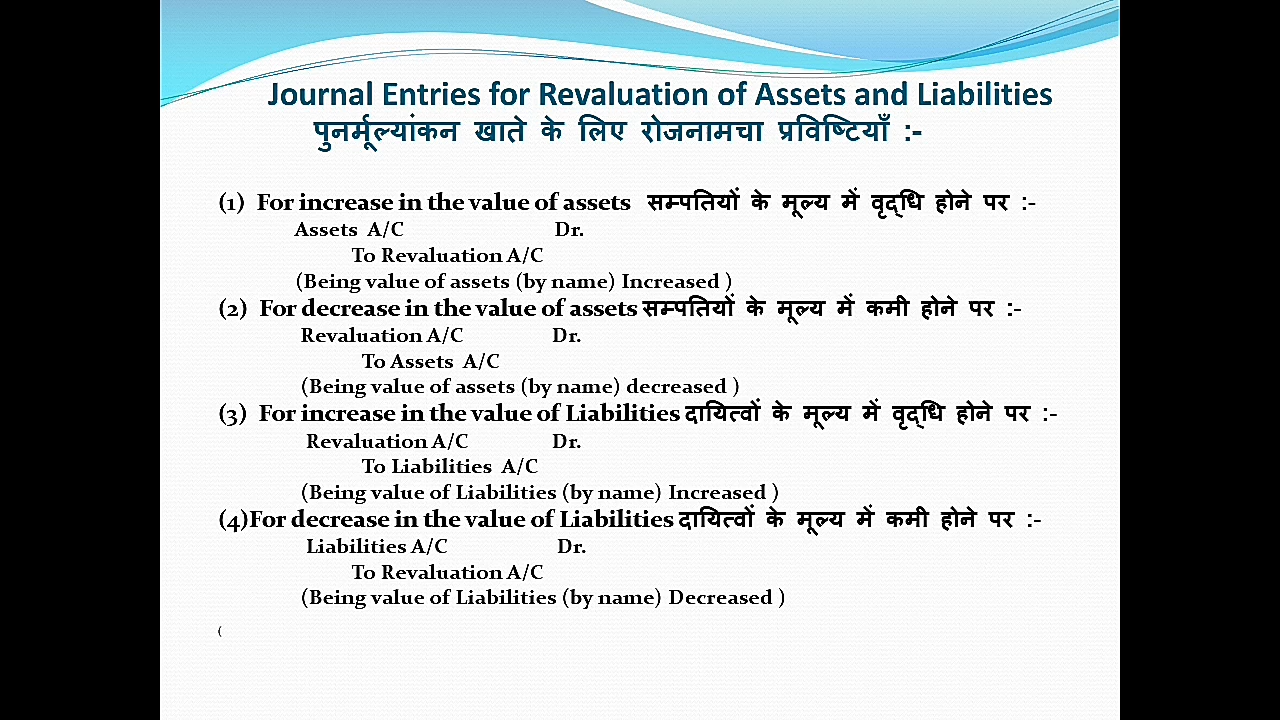 Journal Entries for Revaluation of Assets and Liabilities
पुनर्मूल्यांकन खाते के लिए रोजनामचा प्रविष्टियाँ :-
(1) For increase in the value of assets सम्पतियों के मूल्य में वृद्धि होने पर :-
Assets A/C Dr.
To Revaluation A/C
(Being value of assets (by name) Increased )
(2) For decrease in the value of assets सम्पतियों के मूल्य में कमी होने पर :-
Revaluation A/C Dr.
To Assets A/C
(Being value of assets (by name) decreased )
(3) For increase in the value of Liabilities दायित्वों के मूल्य में वृद्धि होने पर :-
Revaluation A/C Dr.
To Liabilities A/C
(Being value of Liabilities (by name) Increased )
(4)For decrease in the value of Liabilities दायित्वों के मूल्य में कमी होने पर :-
Liabilities A/C Dr.
To Revaluation A/C
(Being value of Liabilities (by name) Decreased )
(